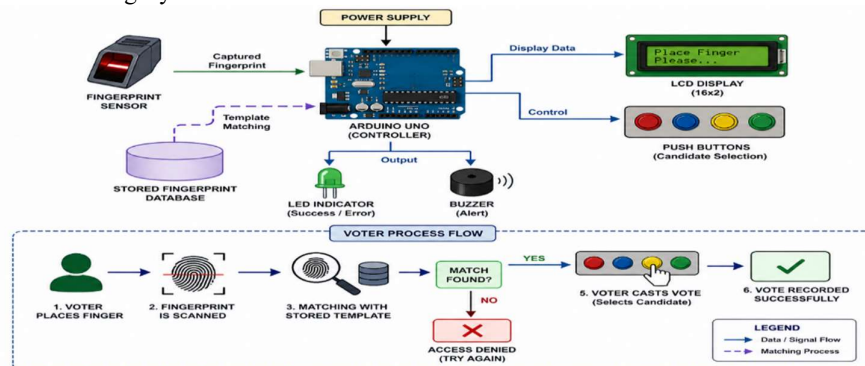 POWER SUPPLY
Captured
Fingerprint
FINGERPRINT
SENSOR
Template
Matching
STORED FINGERPRINT
DATABASE
ARDUINO UNO
(CONTROLLER)
Display Data
Place Finger
Please...
LCD DISPLAY
(16x2)
Control
PUSH BUTTONS
(Candidate Selection)
Output
LED INDICATOR
(Success / Error)
BUZZER
(Alert)
VOTER PROCESS FLOW
1. VOTER
PLACES FINGER
2. FINGERPRINT
IS SCANNED
3. MATCHING WITH
STORED TEMPLATE
MATCH
FOUND?
YES
NO
ACCESS DENIED
(TRY AGAIN)
5. VOTER CASTS VOTE
(Selects Candidate)
6. VOTE RECORDED
SUCCESSFULLY
LEGEND
Data / Signal Flow
Matching Process